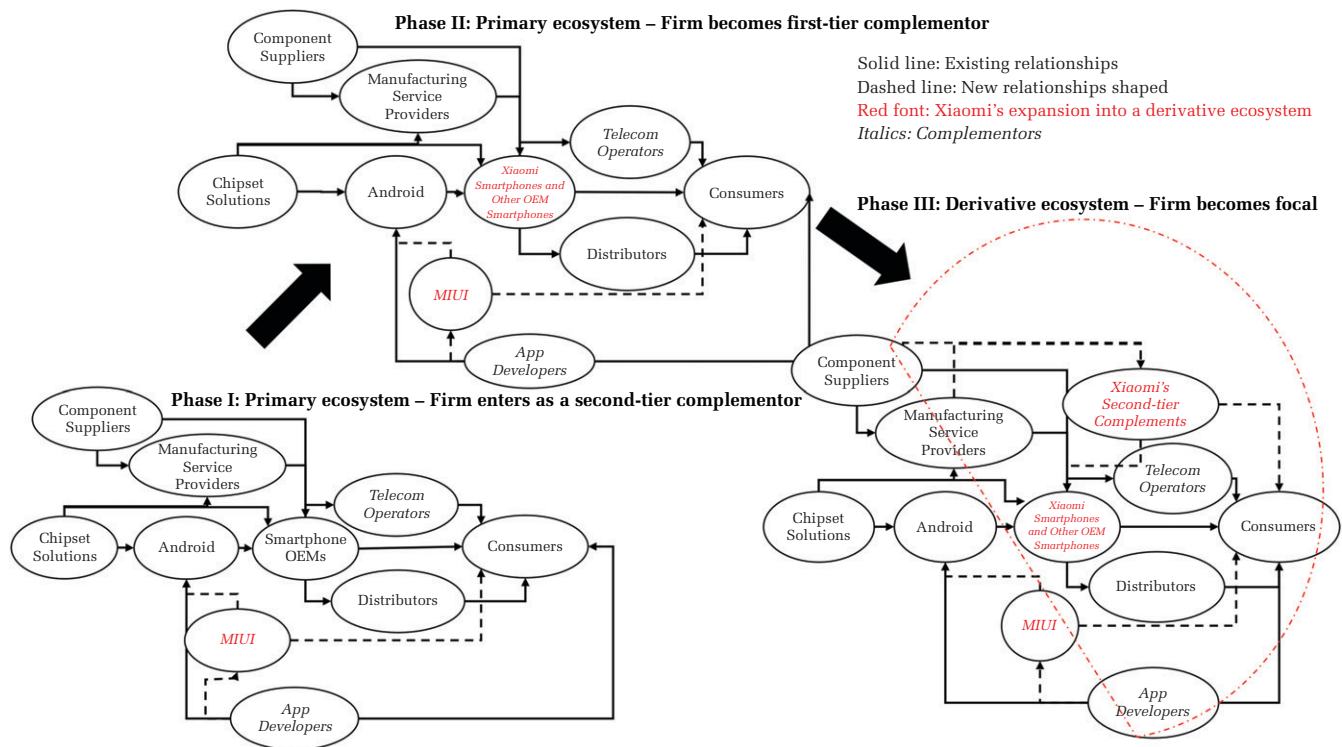 Phase II: Primary ecosystem – Firm becomes first-tier complementor
Component
Suppliers
Manufacturing
Service
Providers
Telecom
Operators
Chipset
Solutions
Android
Xiaomi
Smartphones and
Other OEM
Smartphones
Consumers
Distributors
MIUI
App
Developers
Solid line: Existing relationships
Dashed line: New relationships shaped
Red font: Xiaomi's expansion into a derivative ecosystem
Italics: Complementors
Phase I: Primary ecosystem – Firm enters as a second-tier complementor
Component
Suppliers
Manufacturing
Service
Providers
Telecom
Operators
Chipset
Solutions
Android
Smartphone
OEMs
Consumers
Distributors
MIUI
App
Developers
Phase III: Derivative ecosystem – Firm becomes focal
Component
Suppliers
Xiaomi's
Second-tier
Complements
Manufacturing
Service
Providers
Telecom
Operators
Chipset
Solutions
Android
Xiaomi
Smartphones
and Other OEM
Smartphones
Consumers
Distributors
MIUI
App
Developers